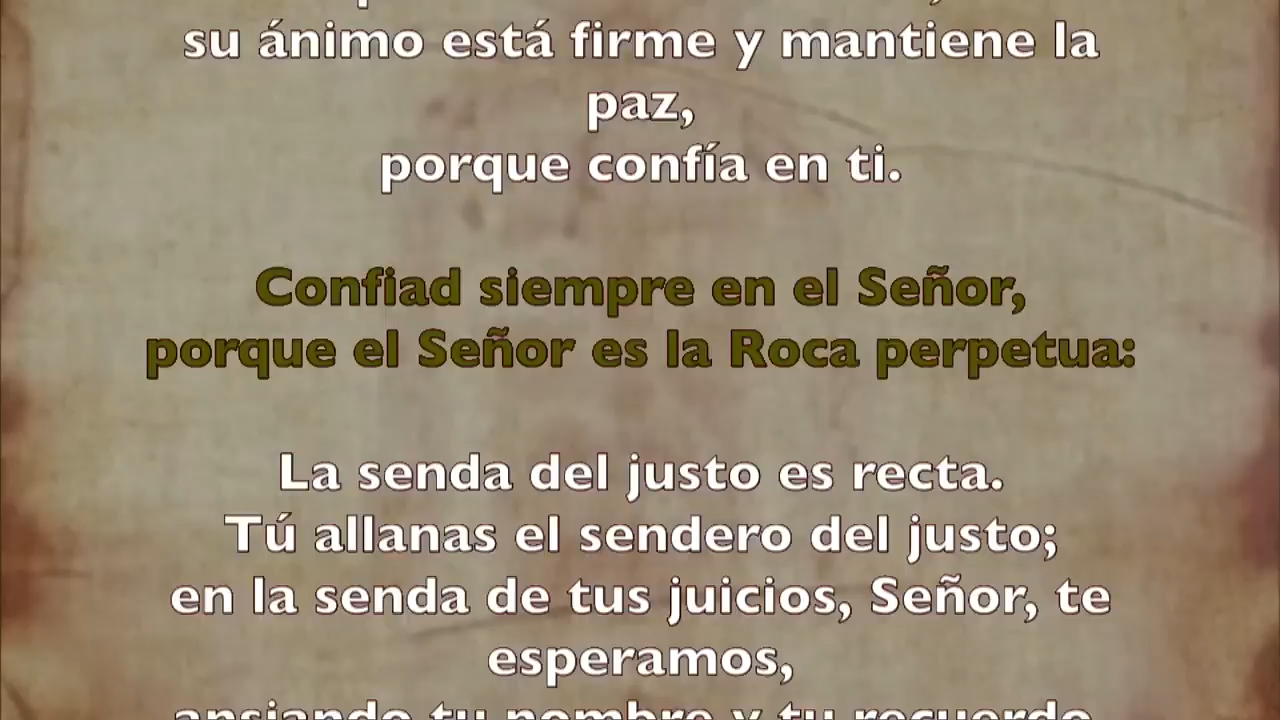 su ánimo está firme y mantiene la
paz,
porque confía en ti.
Confiad siempre en el Señor,
porque el Señor es la Roca perpetua:
La senda del justo es recta.
Tú allanas el sendero del justo;
en la senda de tus juicios, Señor, te
esperamos,
ansiando tu nombre y tu recuerdo.